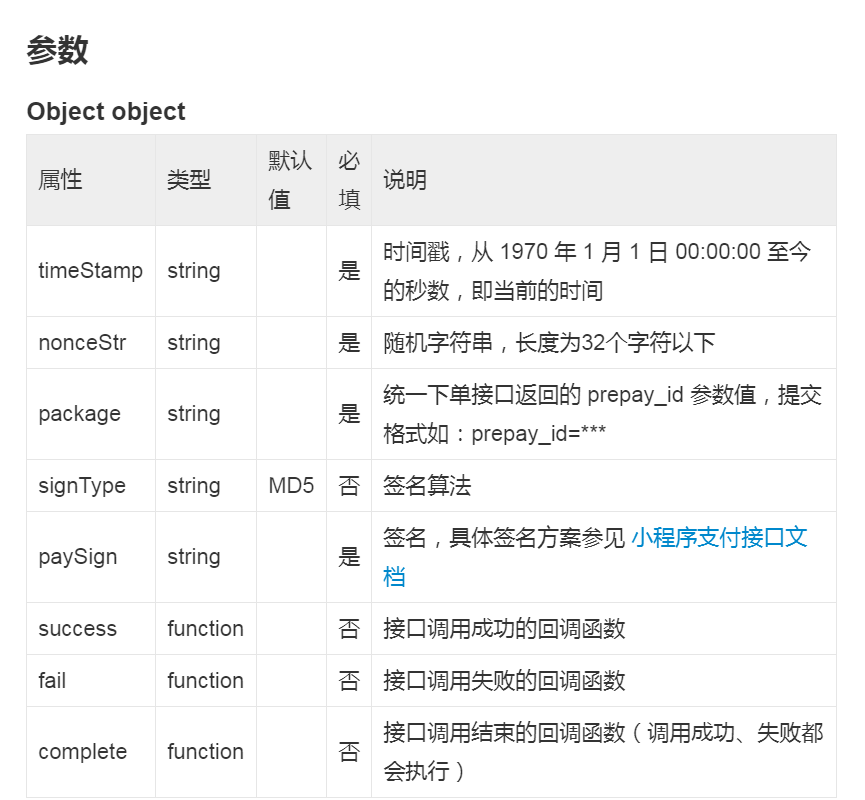 参数
Object object
属性 类型 默认值 必填 说明
timeStamp string 是 时间戳，从 1970 年 1 月 1 日 00:00:00 至今
的秒数，即当前的时间
nonceStr string 是 随机字符串，长度为32个字符以下
package string 是 统一下单接口返回的 prepay_id 参数值，提交
格式如：prepay_id=***
signType string MD5 否 签名算法
paySign string 是 签名，具体签名方案参见 小程序支付接口文
档
success function 否 接口调用成功的回调函数
fail function 否 接口调用失败的回调函数
complete function 否 接口调用结束的回调函数（调用成功、失败都
会执行）